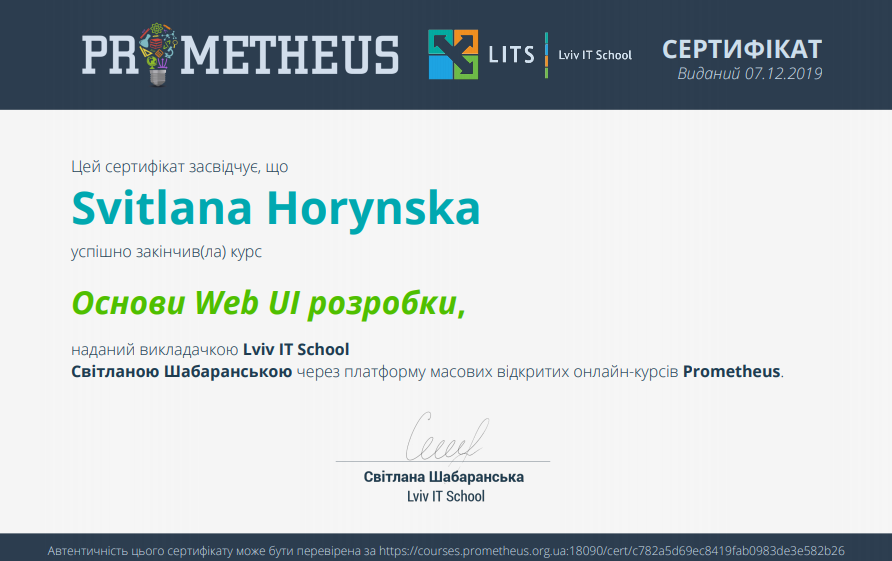 PROMETHEUS
LITS
Lviv IT School
СЕРТИФІКАТ
Виданий 07.12.2019
Цей сертифікат засвідчує, що
Svitlana Horynska
успішно закінчив(ла) курс
Основи Web UI розробки,
наданий викладачкою Lviv IT School
Світланою Шабаранською через платформу масових відкритих онлайн-курсів Prometheus.
Світлана Шабаранська
Lviv IT School
Автентичність цього сертифікату може бути перевірена за https://courses.prometheus.org.ua:18090/cert/c782a5d69ec8419fab0983de3e582b26